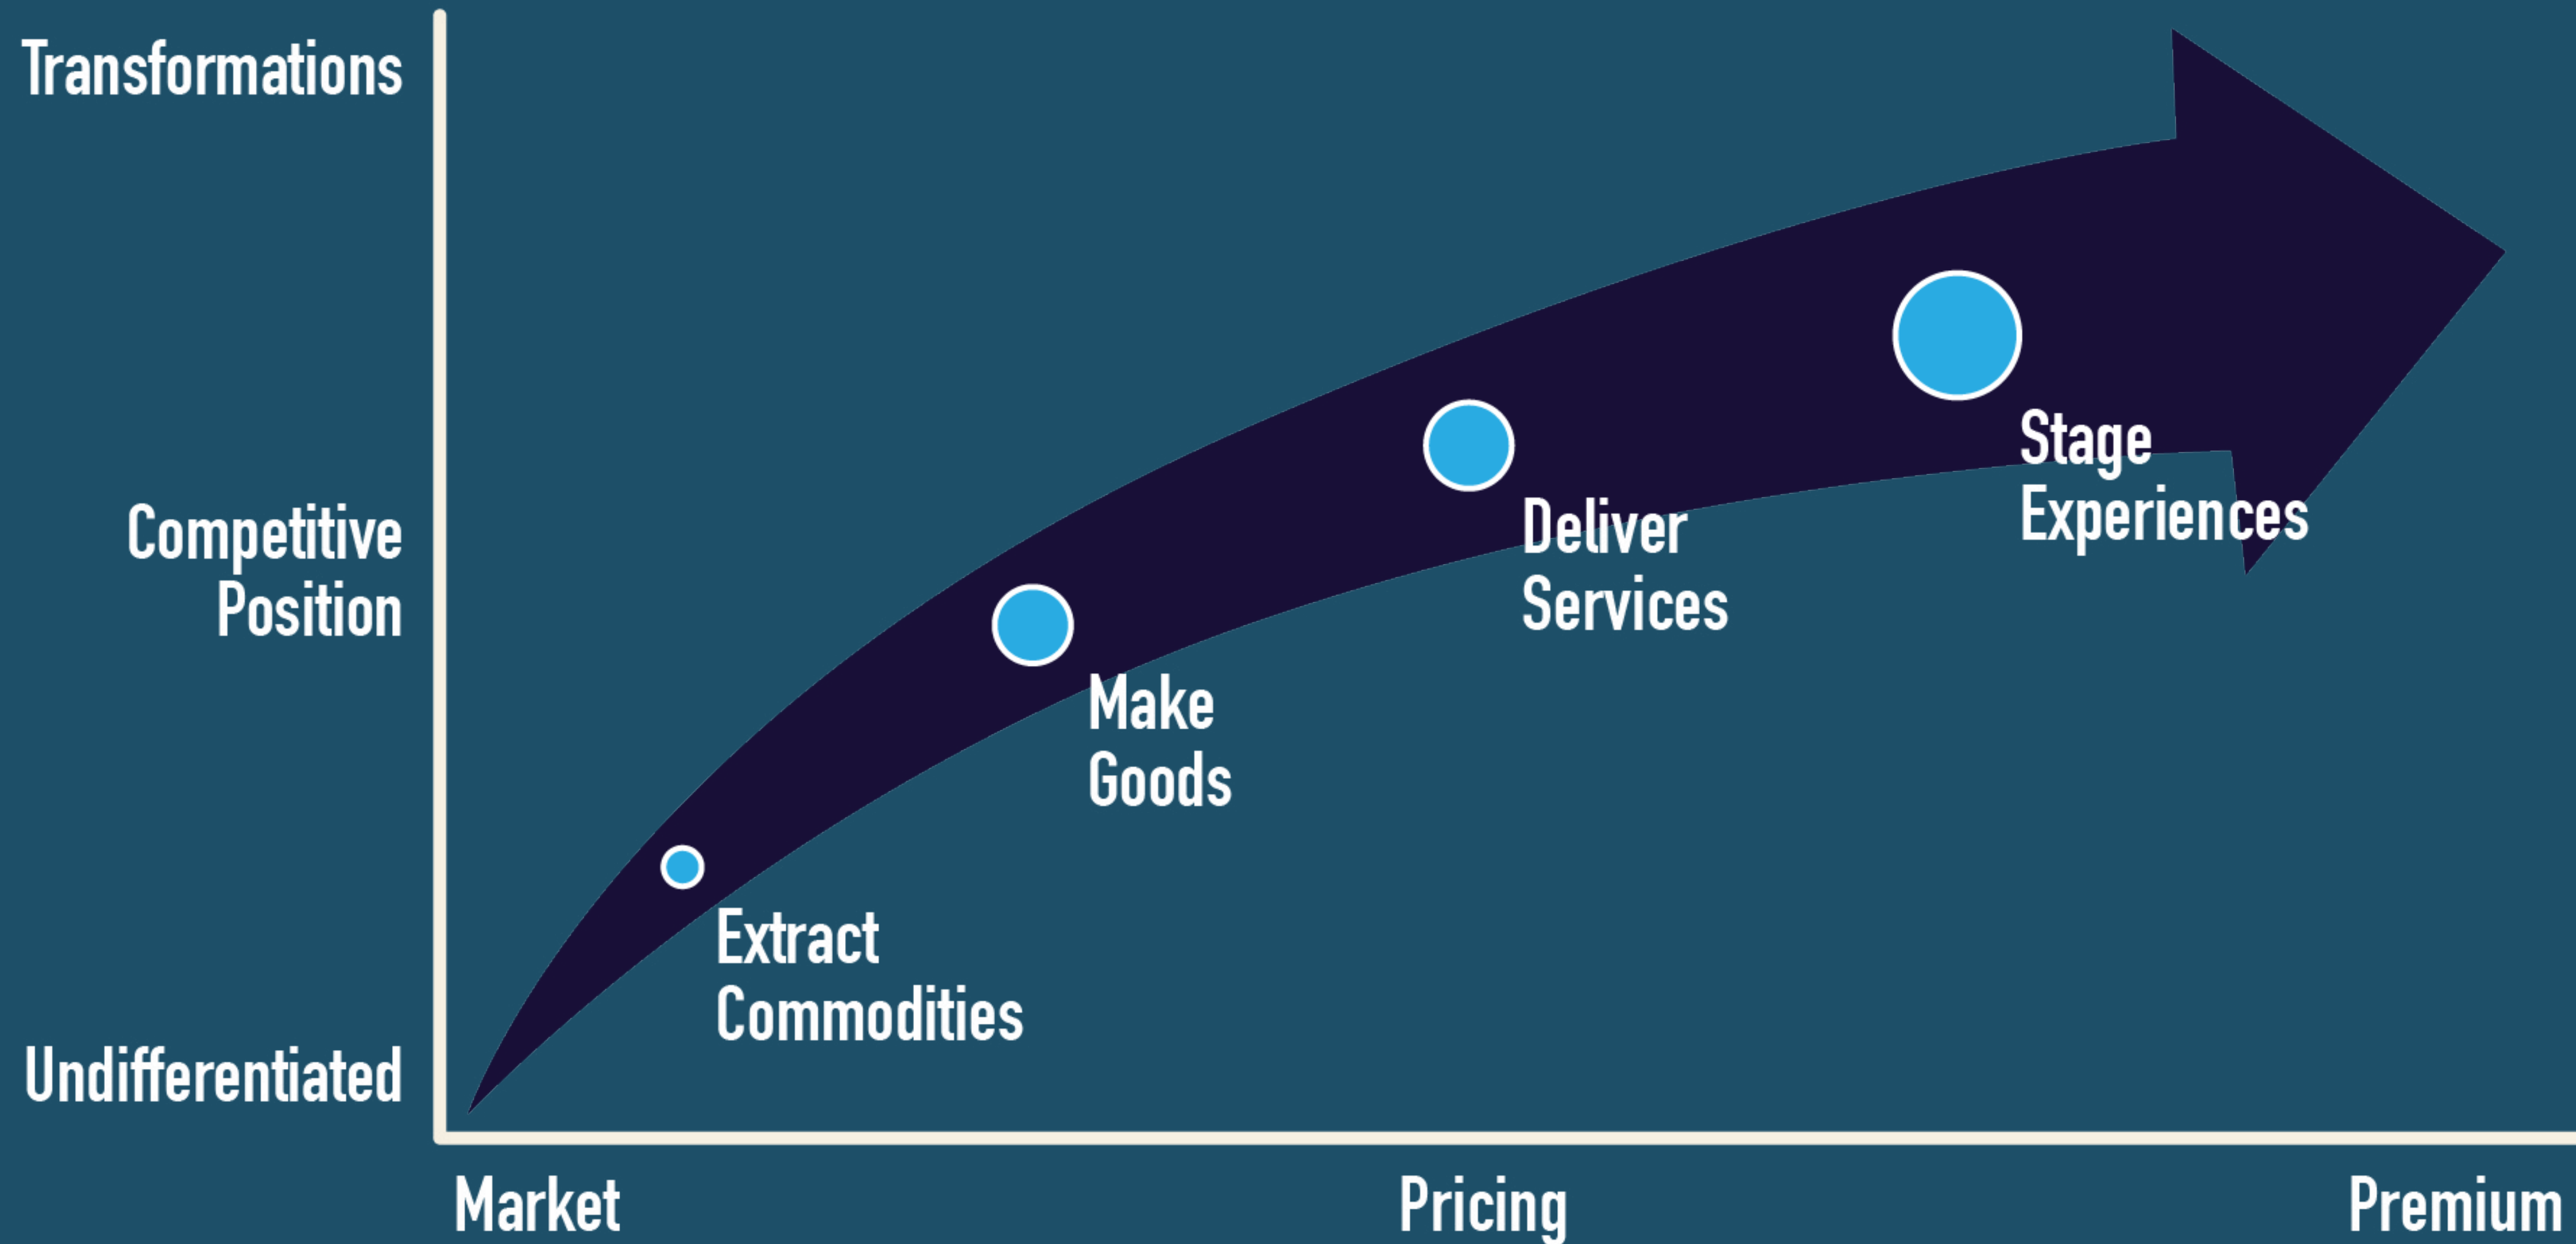 Transformations
Competitive
Position
Undifferentiated
Stage
Experiences
Deliver
Services
Make
Goods
Extract
Commodities
Market
Pricing
Premium